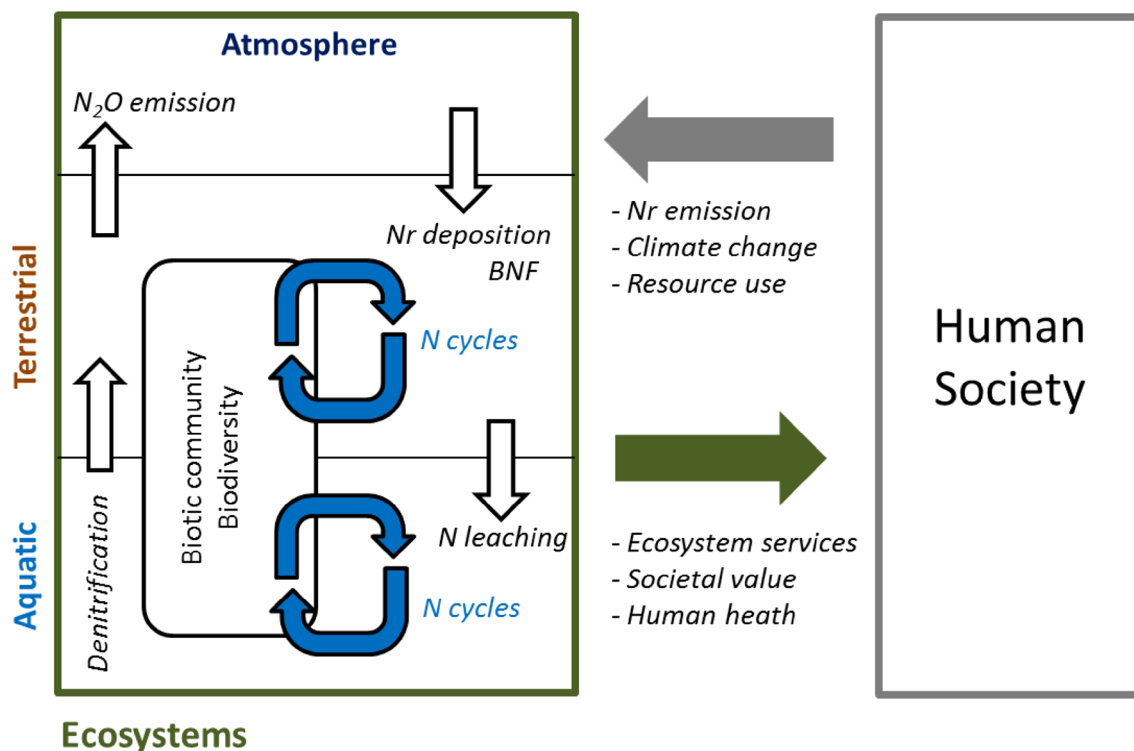 Atmosphere
N₂O emission
Nr deposition
BNF
Terrestrial
N cycles
Biotic community
Biodiversity
Aquatic
Denitrification
N leaching
N cycles
Ecosystems
- Nr emission
- Climate change
- Resource use
- Ecosystem services
- Societal value
- Human heath
Human
Society